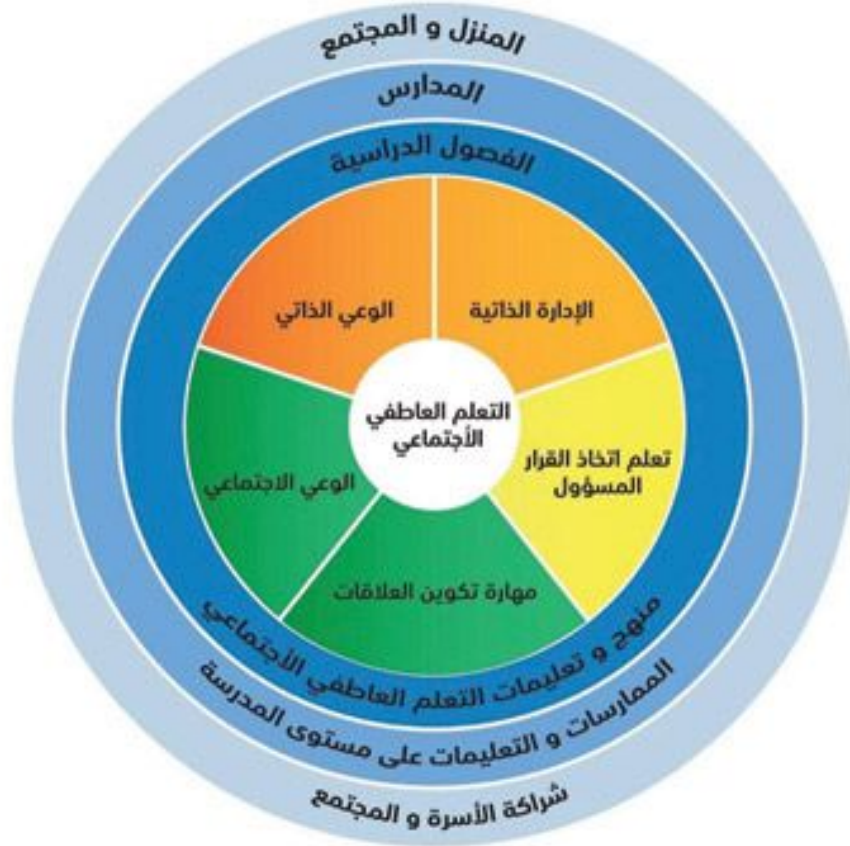 المنزل و المجتمع
المدارس
الفصول الدراسية
الإدارة الذاتية
الوعي الذاتي
التعلم العاطفي
الأجتماعي
تعلم اتخاذ القرار
المسؤول
الوعي الاجتماعي
مهارة تكوين العلاقات
منهج و تعليمات التعلم العاطفي الأجتماعي
الممارسات و التعليمات على مستوى المدرسة
شراكة الأسرة و المجتمع